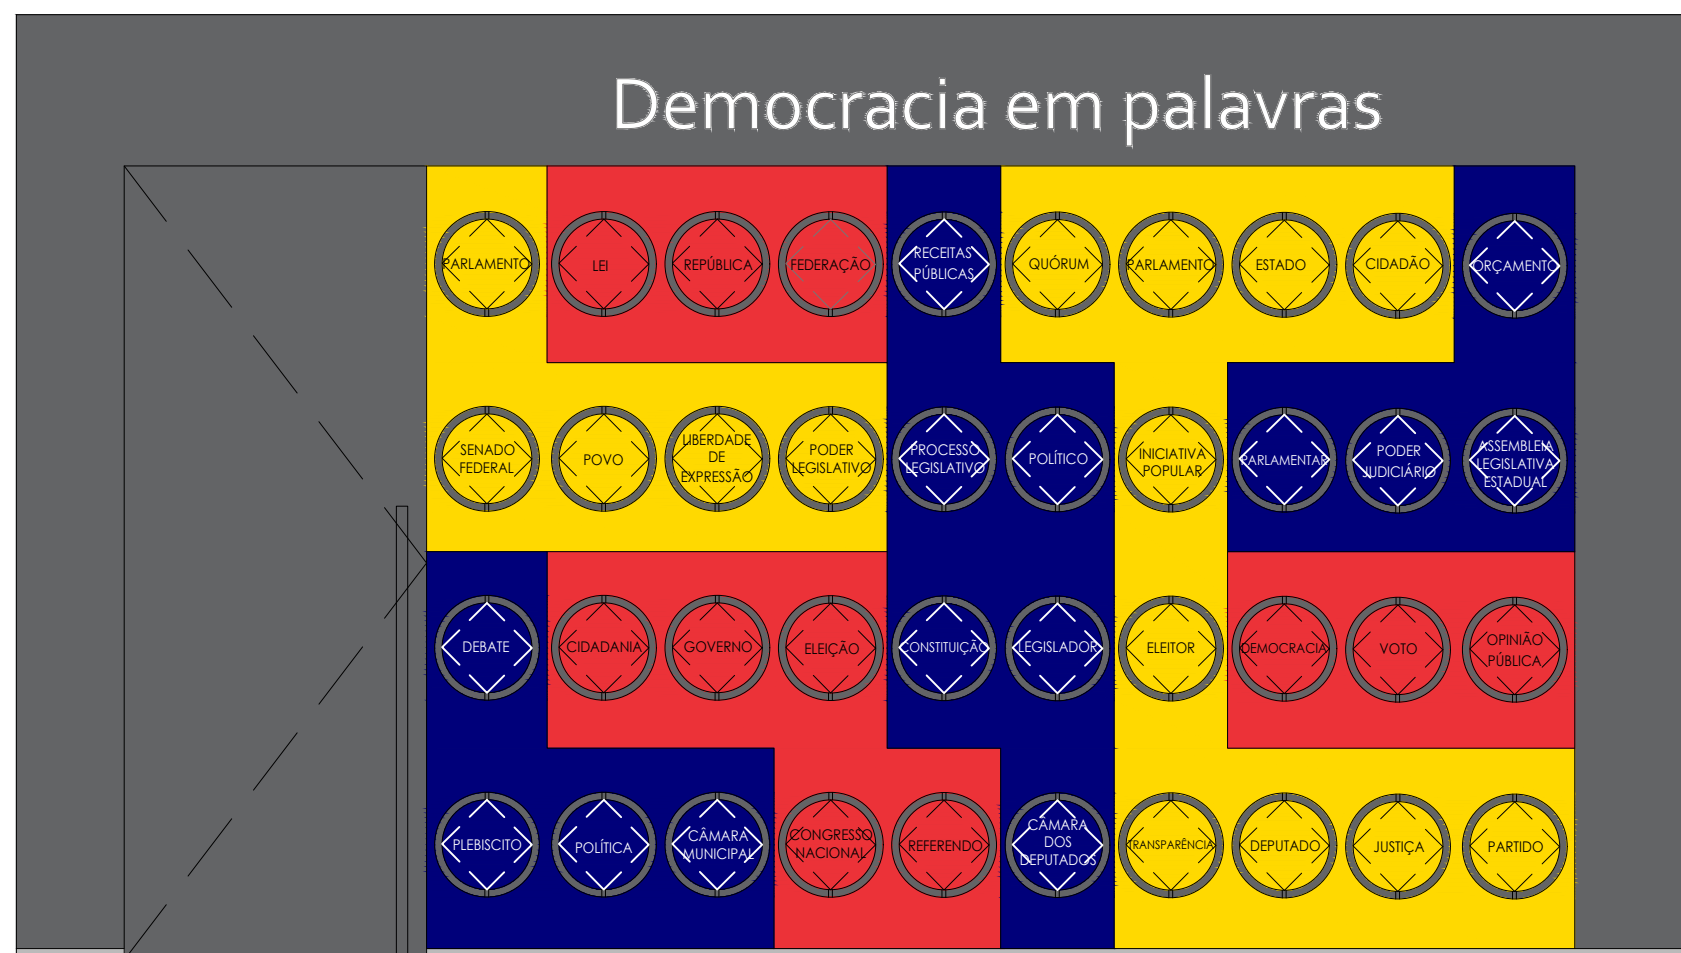 Democracia em palavras
PARLAMENTO
LEI
REPÚBLICA
FEDERAÇÃO
RECEITAS
PÚBLICAS
QUÓRUM
PARLAMENTO
ESTADO
CIDADÃO
ORÇAMENTO
SENADO
FEDERAL
POVO
LIBERDADE
DE
EXPRESSÃO
PODER
LEGISLATIVO
PROCESSO
LEGISLATIVO
POLÍTICO
INICIATIVA
POPULAR
PARLAMENTAR
PODER
JUDICIÁRIO
ASSEMBLEIA
LEGISLATIVA
ESTADUAL
DEBATE
CIDADANIA
GOVERNO
ELEIÇÃO
CONSTITUIÇÃO
LEGISLADOR
ELEITOR
DEMOCRACIA
VOTO
OPINIÃO
PÚBLICA
PLEBISCITO
POLÍTICA
CÂMARA
MUNICIPAL
CONGRESSO
NACIONAL
REFERENDO
CÂMARA
DOS
DEPUTADOS
TRANSPARÊNCIA
DEPUTADO
JUSTIÇA
PARTIDO